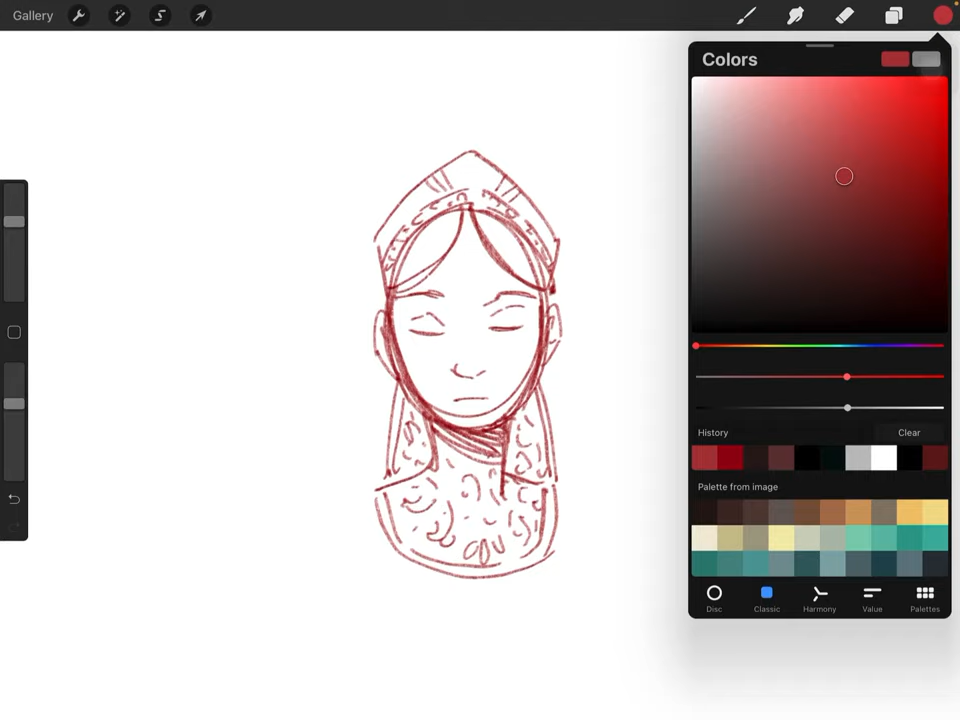 Gallery
Colors
History
Clear
Palette from image
Disc
Classic
Harmony
Value
Palettes